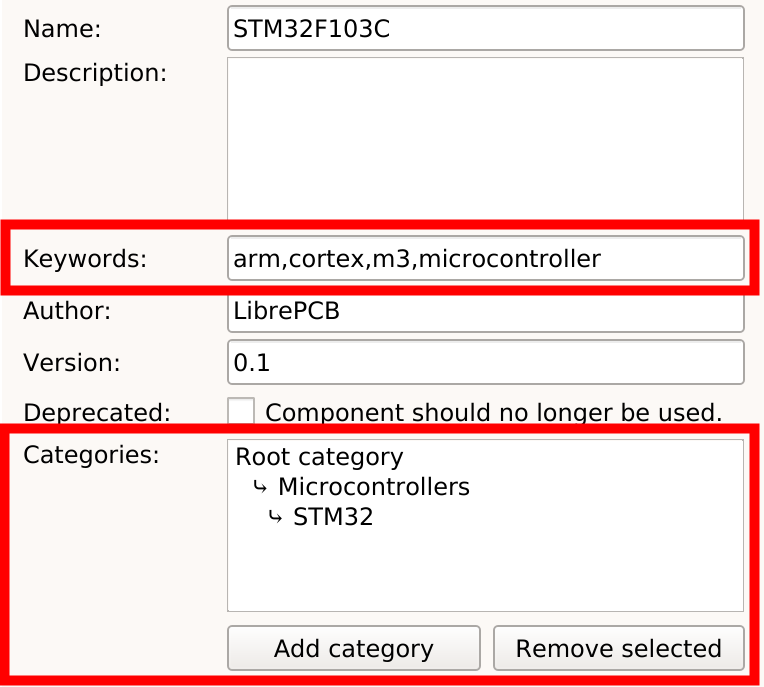 Name: STM32F103C
Description:
Keywords: arm,cortex,m3,microcontroller
Author: LibrePCB
Version: 0.1
Deprecated: Component should no longer be used.
Categories: Root category
↳ Microcontrollers
↳ STM32
Add category Remove selected